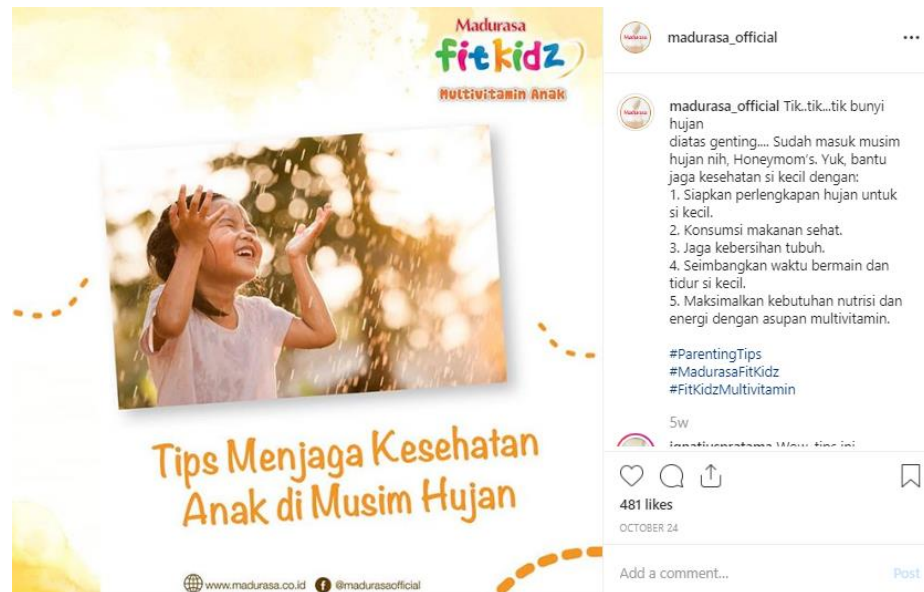 Madurasa
fitkidz
Multivitamin Anak
Tips Menjaga Kesehatan
Anak di Musim Hujan
www.madurasa.co.id @madurasaofficial
Madurasa
madurasa_official
Madurasa
madurasa_official Tik..tik...tik bunyi
hujan
diatas genting.... Sudah masuk musim
hujan nih, Honeymom's. Yuk, bantu
jaga kesehatan si kecil dengan:
1. Siapkan perlengkapan hujan untuk
si kecil.
2. Konsumsi makanan sehat.
3. Jaga kebersihan tubuh.
4. Seimbangkan waktu bermain dan
tidur si kecil.
5. Maksimalkan kebutuhan nutrisi dan
energi dengan asupan multivitamin.
#ParentingTips
#MadurasaFitKidz
#FitKidzMultivitamin
5w
481 likes
OCTOBER 24
Add a comment... Post